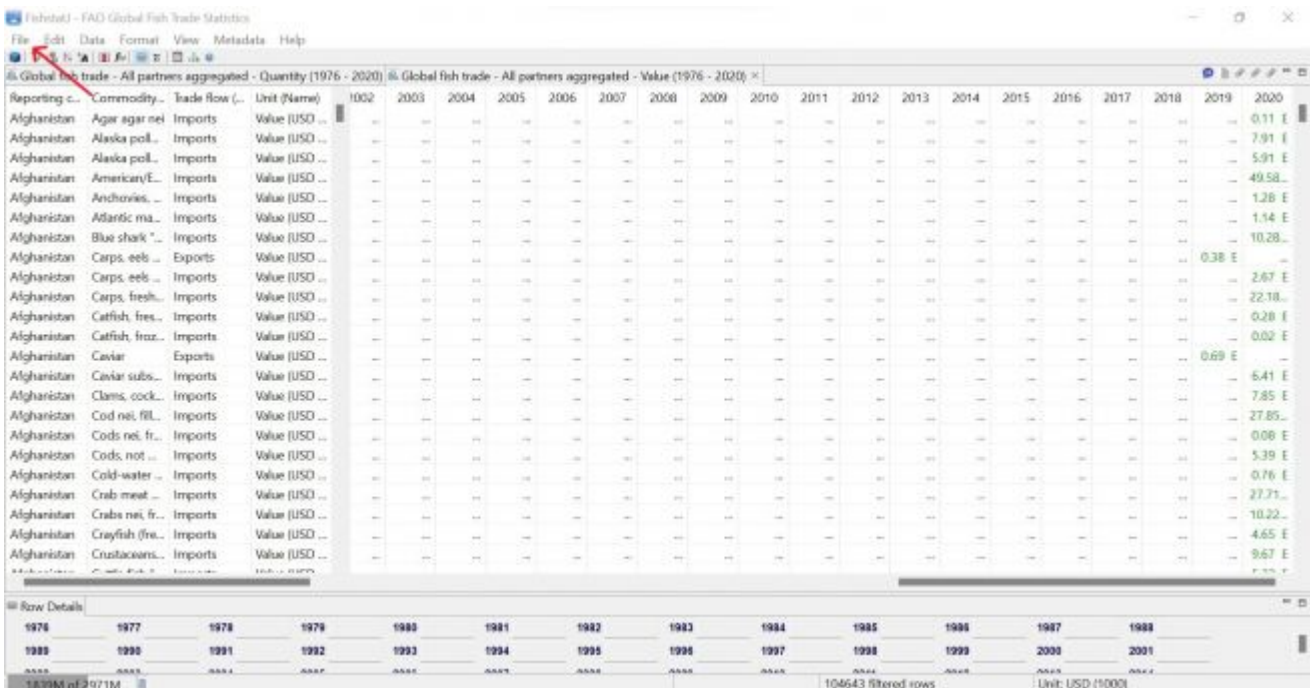 FishstatJ - FAO Global Fish Trade Statistics
File Edit Data Format View Metadata Help
Global fish trade - All partners aggregated - Quantity (1976 - 2020) Global fish trade - All partners aggregated - Value (1976 - 2020)
Reporting c... Commodity... Trade flow (... Unit (Name) 2002 2003 2004 2005 2006 2007 2008 2009 2010 2011 2012 2013 2014 2015 2016 2017 2018 2019 2020
Afghanistan Agar agar nei Imports Value (USD ... 0.11 E
Afghanistan Alaska poll... Imports Value (USD ... 7.91 E
Afghanistan Alaska poll... Imports Value (USD ... 5.91 E
Afghanistan American/E... Imports Value (USD ... 49.58...
Afghanistan Anchovies, ... Imports Value (USD ... 1.28 E
Afghanistan Atlantic ma... Imports Value (USD ... 1.14 E
Afghanistan Blue shark "... Imports Value (USD ... 10.28...
Afghanistan Carps, eels ... Exports Value (USD ... 0.38 E ...
Afghanistan Carps, eels ... Imports Value (USD ... 2.67 E
Afghanistan Carps, fresh... Imports Value (USD ... 22.18...
Afghanistan Catfish, fres... Imports Value (USD ... 0.28 E
Afghanistan Catfish, froz... Imports Value (USD ... 0.02 E
Afghanistan Caviar Exports Value (USD ... 0.69 E ...
Afghanistan Caviar subs... Imports Value (USD ... 6.41 E
Afghanistan Clams, cock... Imports Value (USD ... 7.85 E
Afghanistan Cod nei, fill... Imports Value (USD ... 27.85...
Afghanistan Cods nei, fr... Imports Value (USD ... 0.08 E
Afghanistan Cods, not ... Imports Value (USD ... 5.39 E
Afghanistan Cold-water ... Imports Value (USD ... 0.76 E
Afghanistan Crab meat ... Imports Value (USD ... 27.71...
Afghanistan Crabs nei, fr... Imports Value (USD ... 10.22...
Afghanistan Crayfish (fre... Imports Value (USD ... 4.65 E
Afghanistan Crustaceans... Imports Value (USD ... 9.67 E
Row Details
1976 1977 1978 1979 1980 1981 1982 1983 1984 1985 1986 1987 1988
1989 1990 1991 1992 1993 1994 1995 1996 1997 1998 1999 2000 2001
1839M of 2971M 104643 filtered rows Unit: USD (1000)